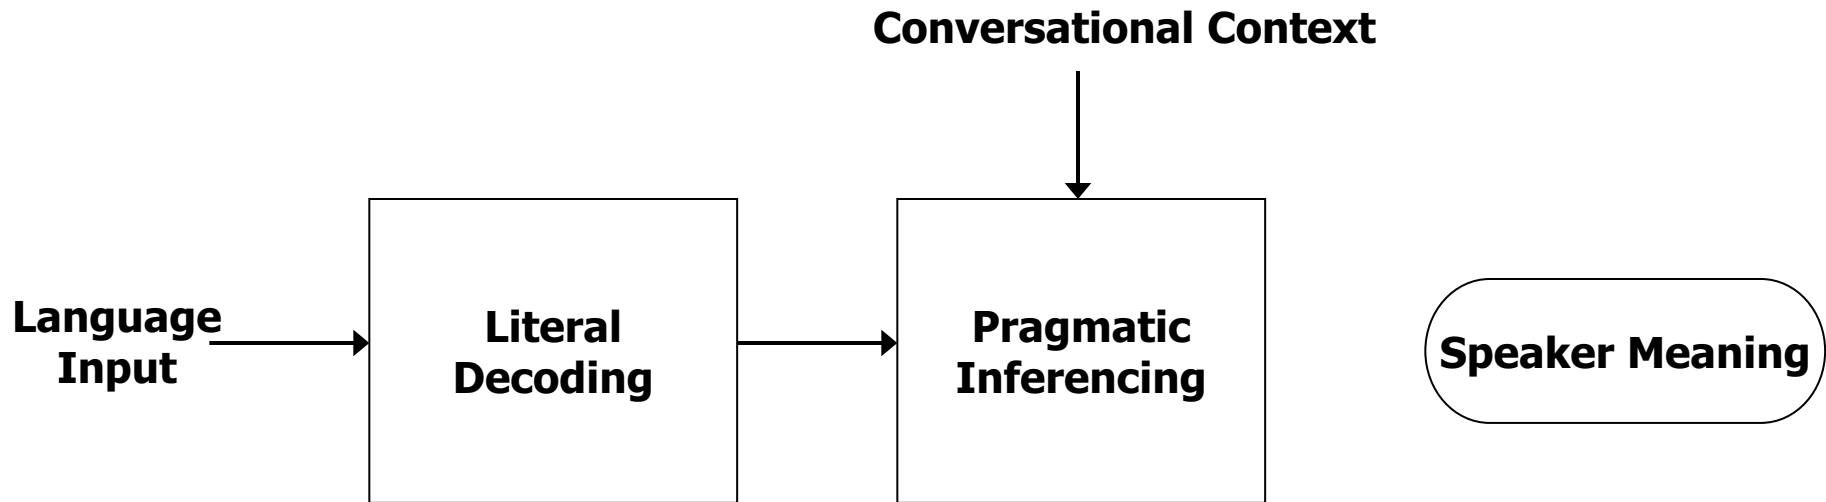 Conversational Context
Language
Input
Literal
Decoding
Pragmatic
Inferencing
Speaker Meaning